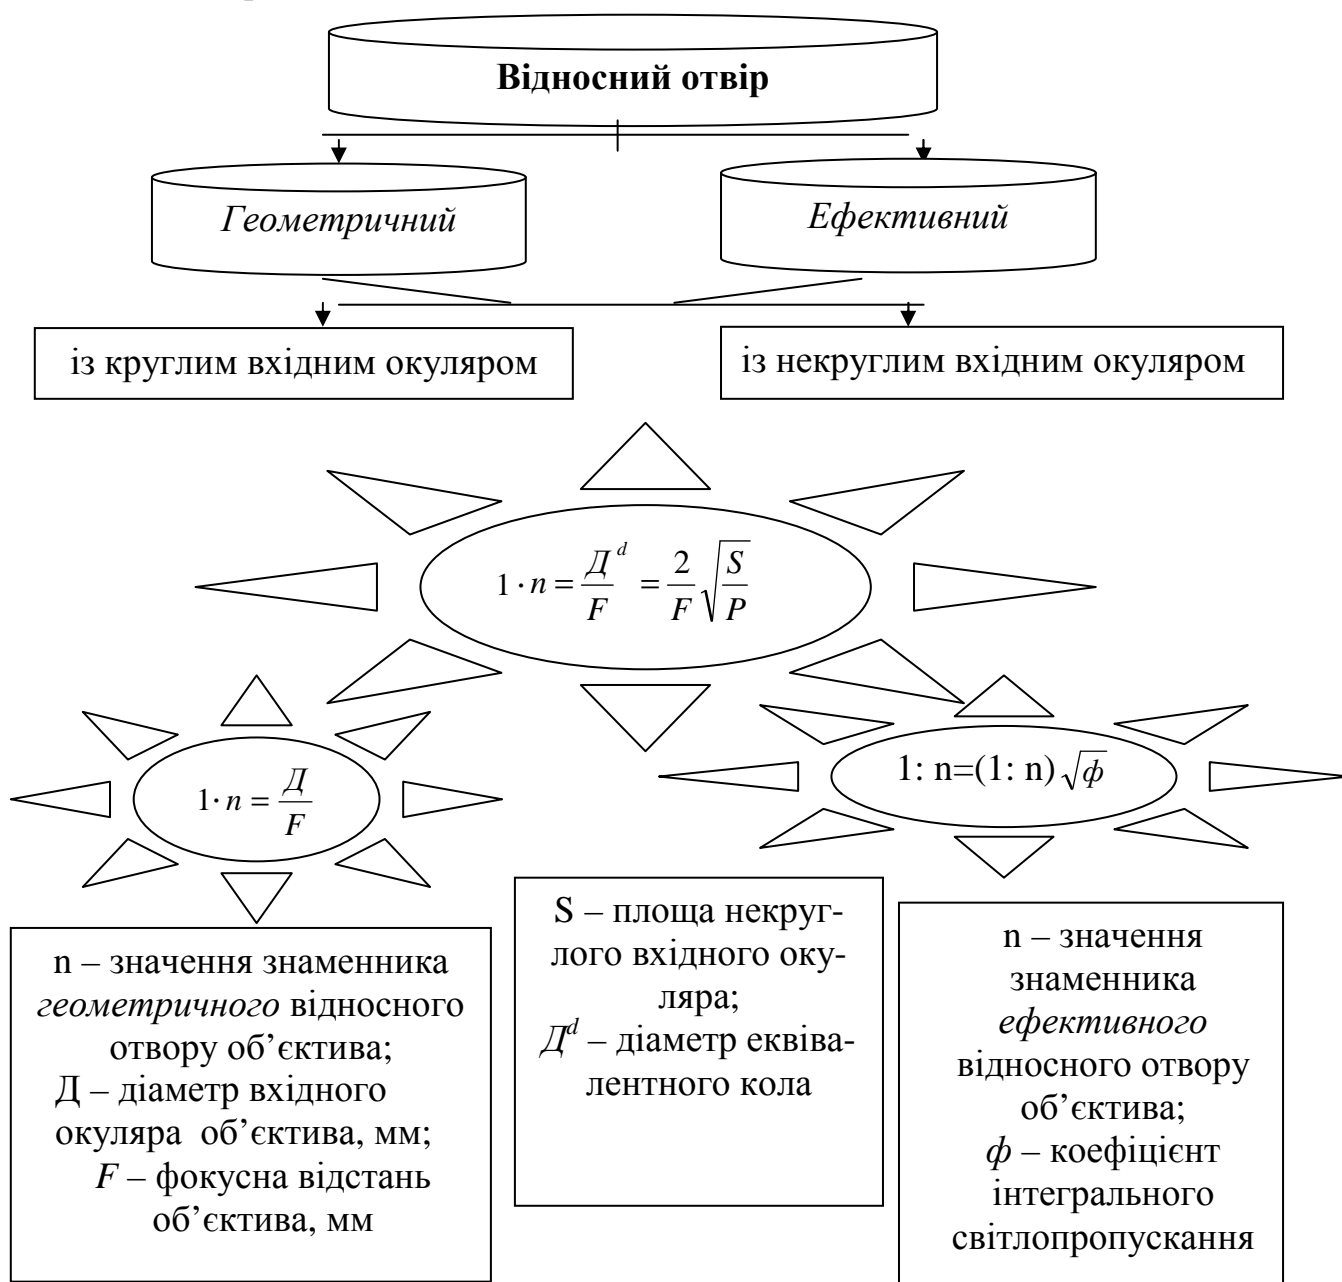 Відносний отвір
Геометричний
Ефективний
із круглим вхідним окуляром
із некруглим вхідним окуляром
1 · n = Д^d / F = 2/F √(S/P)
1 · n = Д/F
1: n=(1: n) √ф
n – значення знаменника
геометричного відносного
отвору об’єктива;
Д – діаметр вхідного
окуляра об’єктива, мм;
F – фокусна відстань
об’єктива, мм
S – площа некруг-
лого вхідного оку-
ляра;
Д^d – діаметр еквіва-
лентного кола
n – значення
знаменника
ефективного
відносного отвору
об’єктива;
ф – коефіцієнт
інтегрального
світлопропускання